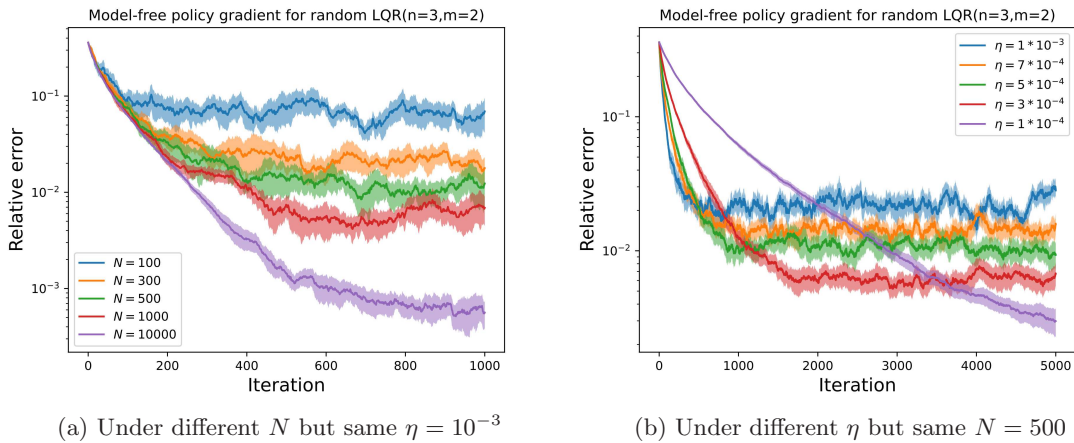 Model-free policy gradient for random LQR(n=3,m=2)
Relative error
10⁻¹
10⁻²
10⁻³
N = 100
N = 300
N = 500
N = 1000
N = 10000
0 200 400 600 800 1000
Iteration
(a) Under different N but same η = 10⁻³
Model-free policy gradient for random LQR(n=3,m=2)
Relative error
10⁻¹
10⁻²
η = 1 * 10⁻³
η = 7 * 10⁻⁴
η = 5 * 10⁻⁴
η = 3 * 10⁻⁴
η = 1 * 10⁻⁴
0 1000 2000 3000 4000 5000
Iteration
(b) Under different η but same N = 500